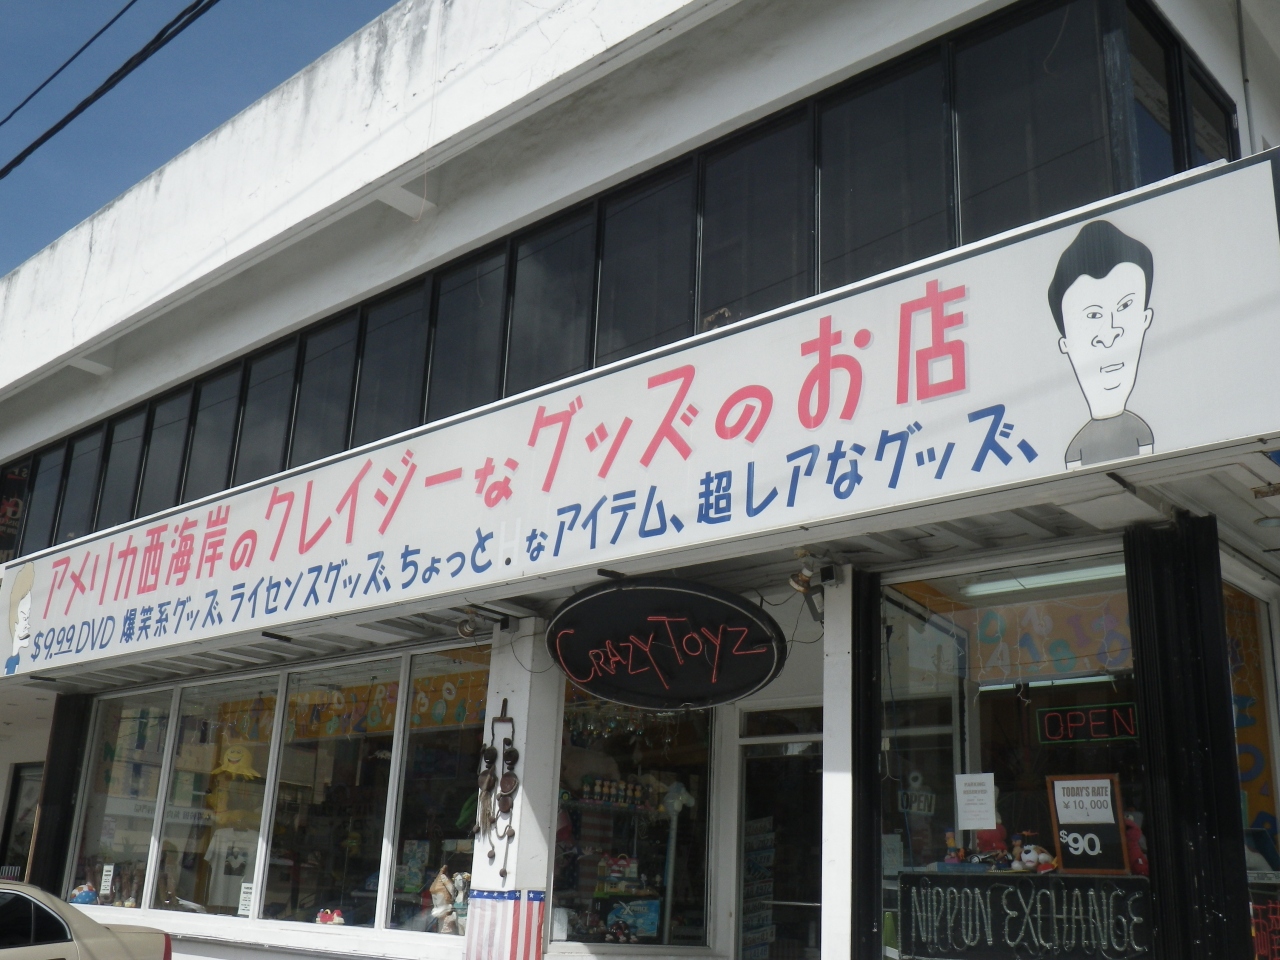 アメリカ西海岸のクレイジーなグッズのお店
$9.99 DVD 爆笑系グッズ、ライセンスグッズ、ちょっとHなアイテム、超レアなグッズ、
CRAZY TOYZ
OPEN
OPEN
TODAY'S RATE
¥10,000
$90.
NIPPON EXCHANGE